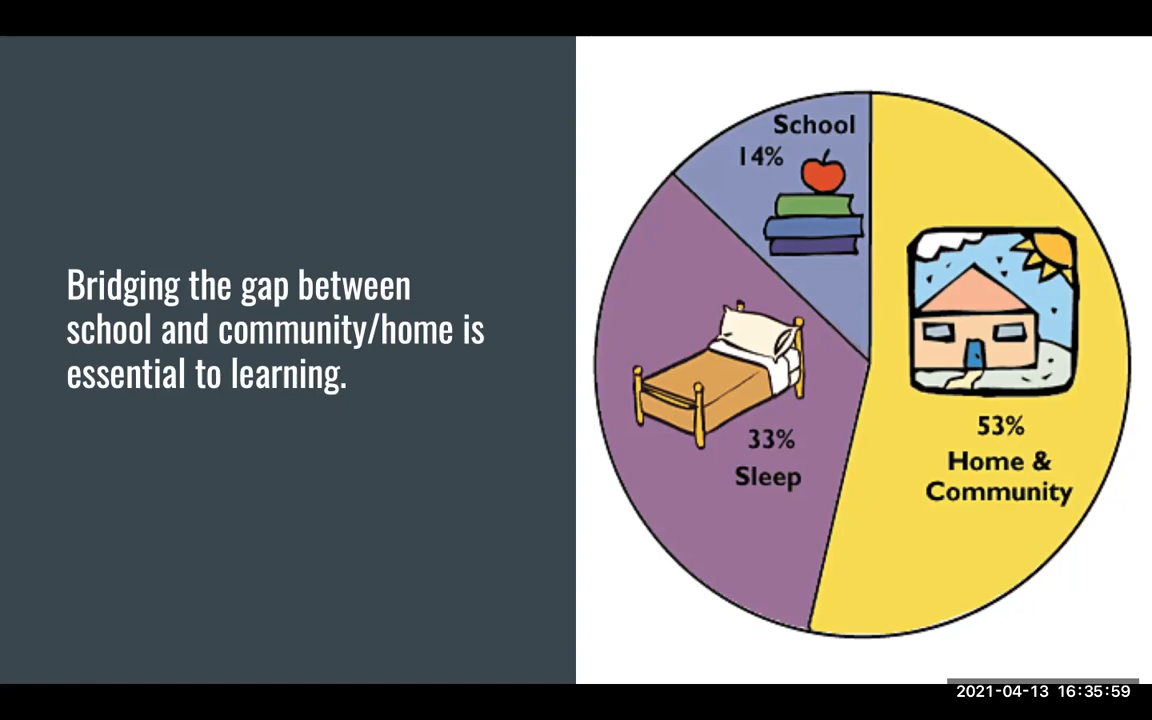 Bridging the gap between
school and community/home is
essential to learning.
School
14%
33%
Sleep
53%
Home &
Community
2021-04-13 16:35:59